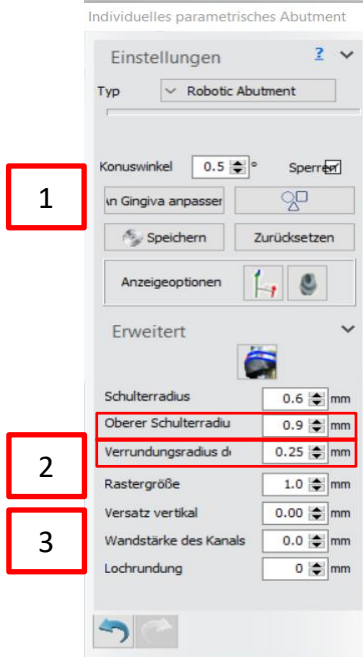 Individuelles parametrisches Abutment
Einstellungen ?
Typ Robotic Abutment
Konuswinkel 0.5 ° Sperren
1
\n Gingiva anpasser
Speichern Zurücksetzen
Anzeigeoptionen
Erweitert
Schulterradius 0.6 mm
Oberer Schulterradiu 0.9 mm
Verrundungsradius d 0.25 mm
2
Rastergröße 1.0 mm
Versatz vertikal 0.00 mm
3
Wandstärke des Kanals 0.0 mm
Lochrundung 0 mm